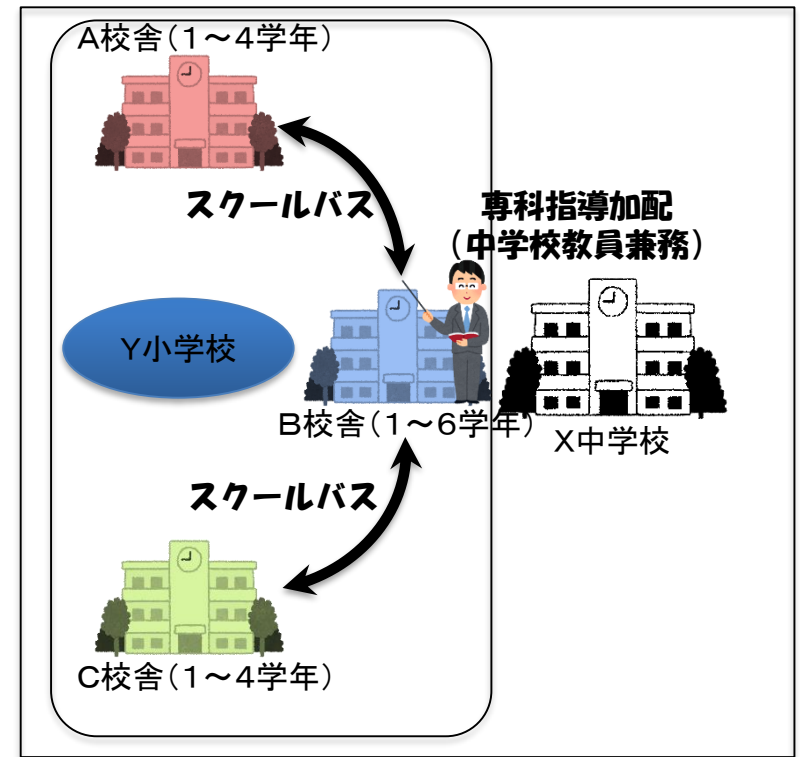 A校舎(1～4学年)
スクールバス
専科指導加配
(中学校教員兼務)
Y小学校
B校舎(1～6学年)
X中学校
スクールバス
C校舎(1～4学年)